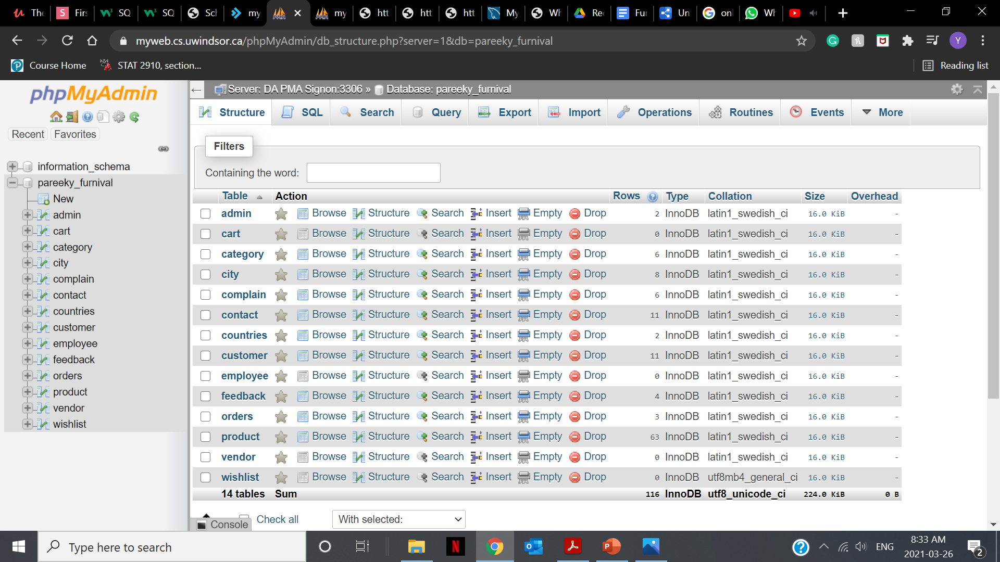 The
S Firs
SQ
SQ
Sch
my
PMA
my
htt
htt
htt
My
Wh
Re
Fur
Un
onl
Wh
myweb.cs.uwindsor.ca/phpMyAdmin/db_structure.php?server=1&db=pareeky_furnival
Y
Course Home
STAT 2910, section...
Reading list
phpMyAdmin
Server: DA PMA Signon:3306 » Database: pareeky_furnival
Structure SQL Search Query Export Import Operations Routines Events More
Recent Favorites
information_schema
pareeky_furnival
New
admin
cart
category
city
complain
contact
countries
customer
employee
feedback
orders
product
vendor
wishlist
Filters
Containing the word:
Table Action Rows Type Collation Size Overhead
admin Browse Structure Search Insert Empty Drop 2 InnoDB latin1_swedish_ci 16.0 KiB -
cart Browse Structure Search Insert Empty Drop 0 InnoDB latin1_swedish_ci 16.0 KiB -
category Browse Structure Search Insert Empty Drop 6 InnoDB latin1_swedish_ci 16.0 KiB -
city Browse Structure Search Insert Empty Drop 8 InnoDB latin1_swedish_ci 16.0 KiB -
complain Browse Structure Search Insert Empty Drop 6 InnoDB latin1_swedish_ci 16.0 KiB -
contact Browse Structure Search Insert Empty Drop 11 InnoDB latin1_swedish_ci 16.0 KiB -
countries Browse Structure Search Insert Empty Drop 2 InnoDB latin1_swedish_ci 16.0 KiB -
customer Browse Structure Search Insert Empty Drop 11 InnoDB latin1_swedish_ci 16.0 KiB -
employee Browse Structure Search Insert Empty Drop 0 InnoDB latin1_swedish_ci 16.0 KiB -
feedback Browse Structure Search Insert Empty Drop 4 InnoDB latin1_swedish_ci 16.0 KiB -
orders Browse Structure Search Insert Empty Drop 3 InnoDB latin1_swedish_ci 16.0 KiB -
product Browse Structure Search Insert Empty Drop 63 InnoDB latin1_swedish_ci 16.0 KiB -
vendor Browse Structure Search Insert Empty Drop 0 InnoDB latin1_swedish_ci 16.0 KiB -
wishlist Browse Structure Search Insert Empty Drop 0 InnoDB utf8mb4_general_ci 16.0 KiB -
14 tables Sum 116 InnoDB utf8_unicode_ci 224.0 KiB 0 B
Check all With selected:
Console
Type here to search
ENG
8:33 AM
2021-03-26
2